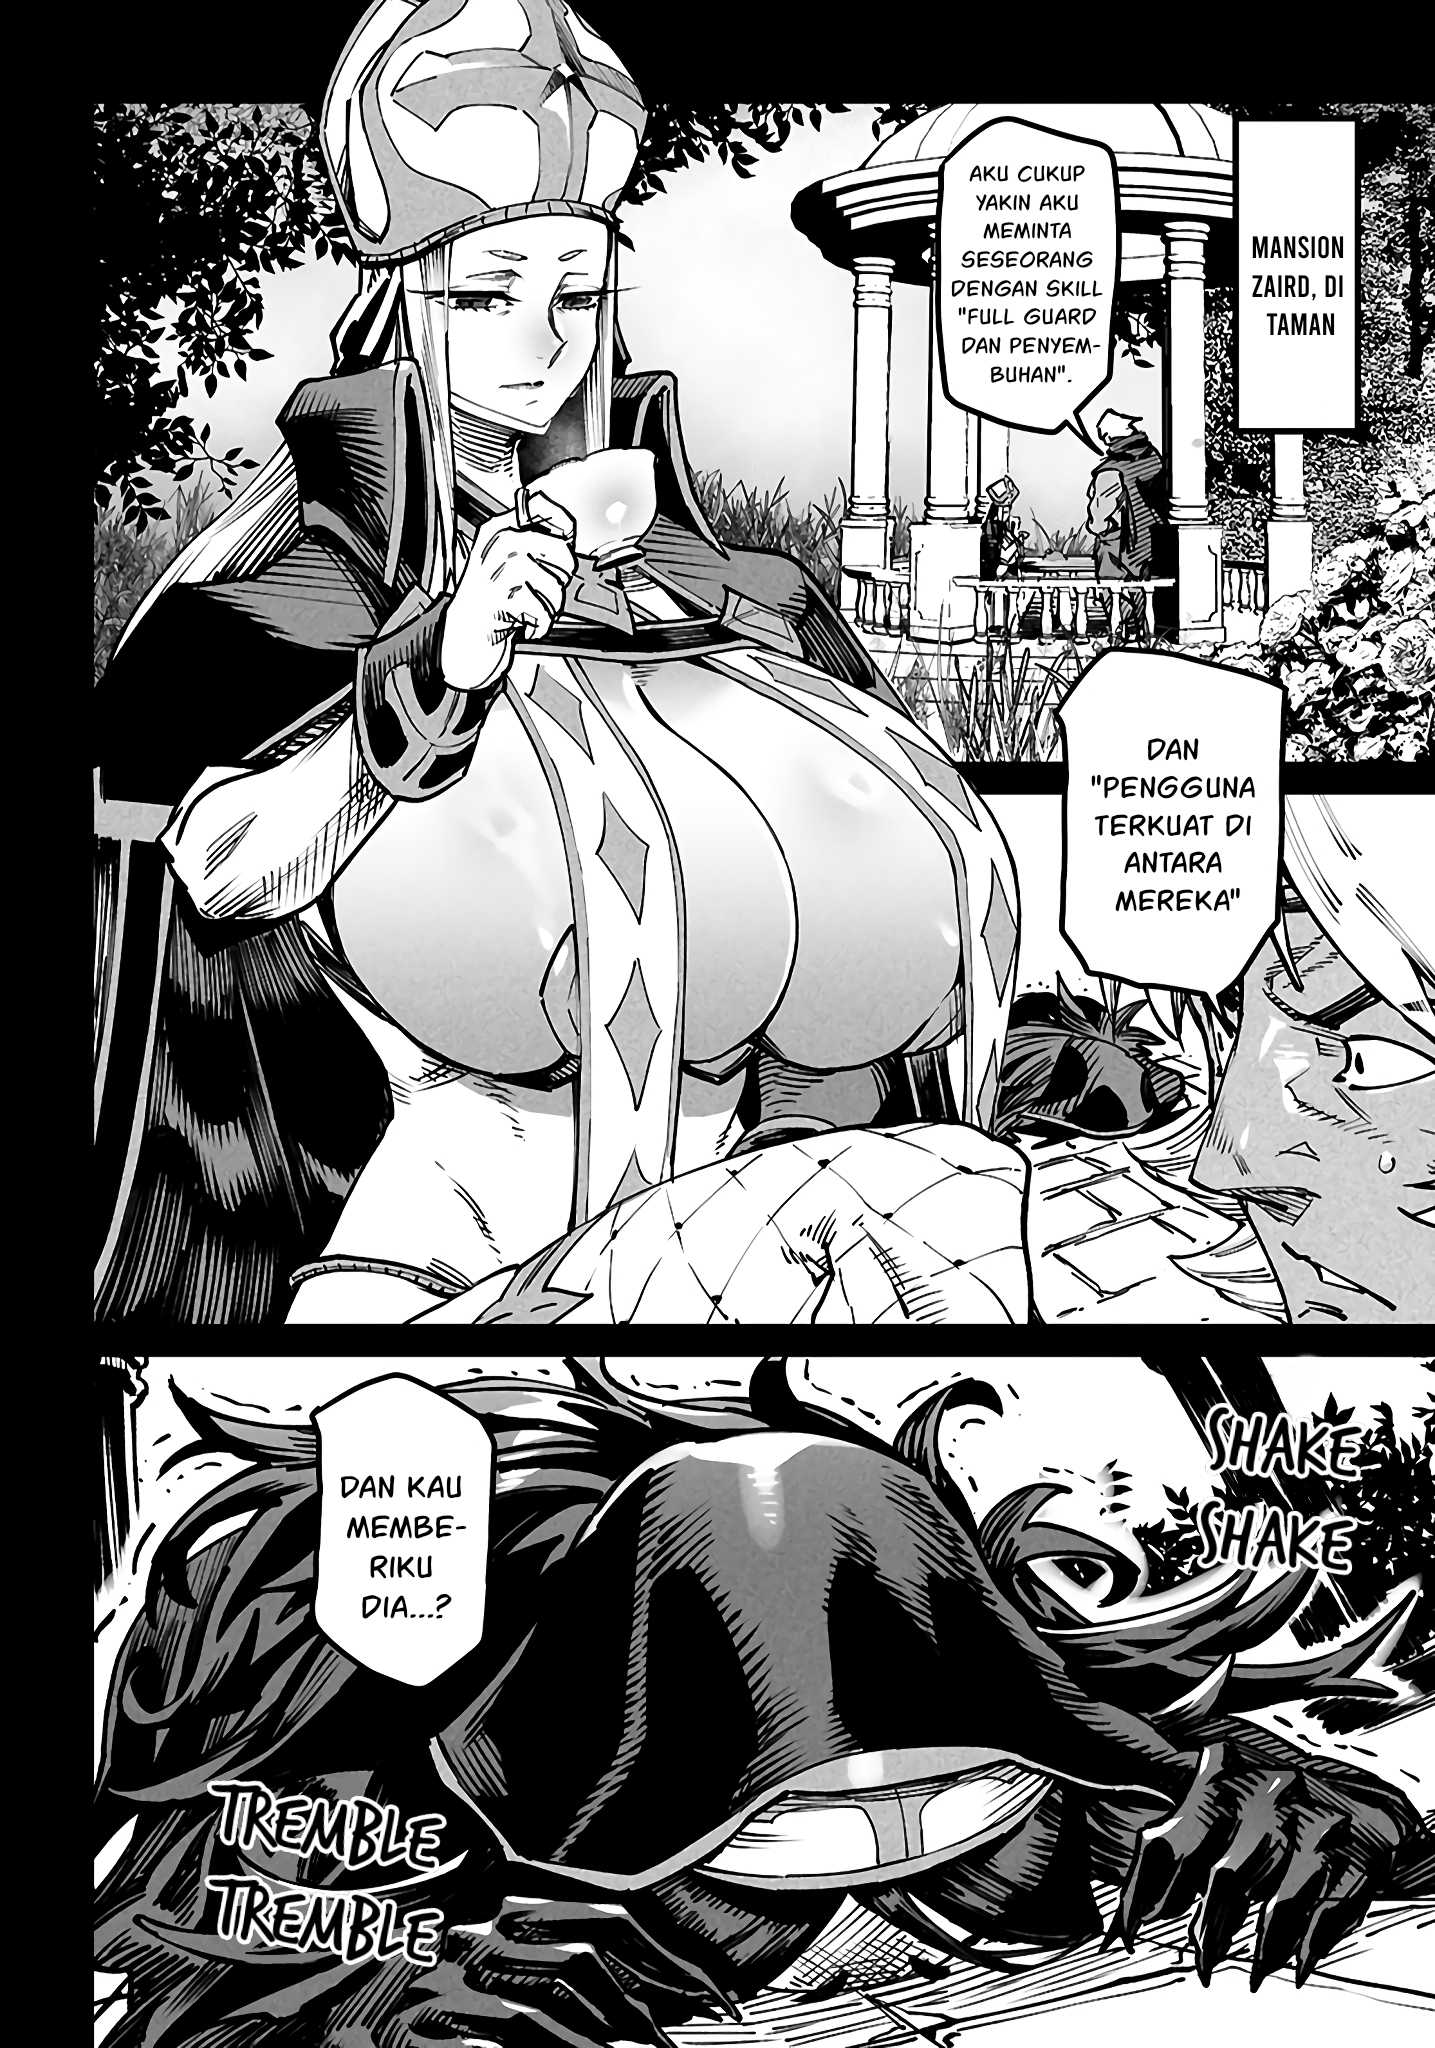 MANSION
ZAIRD, DI
TAMAN
AKU CUKUP
YAKIN AKU
MEMINTA
SESEORANG
DENGAN SKILL
"FULL GUARD
DAN PENYEM-
BUHAN".
DAN
"PENGGUNA
TERKUAT DI
ANTARA
MEREKA"
SHAKE
SHAKE
DAN KAU
MEMBE-
RIKU
DIA...?
TREMBLE
TREMBLE